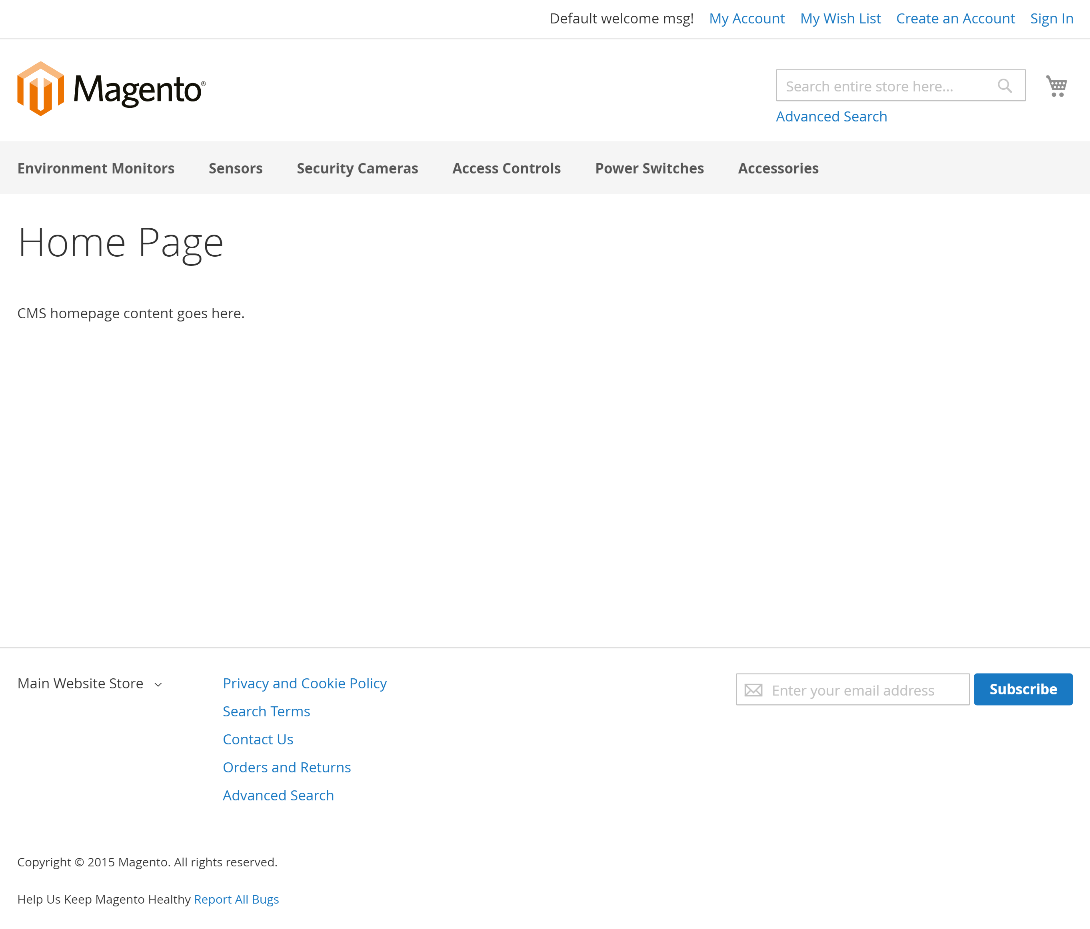 Default welcome msg! My Account My Wish List Create an Account Sign In
Magento®
Search entire store here...
Advanced Search
Environment Monitors Sensors Security Cameras Access Controls Power Switches Accessories
Home Page
CMS homepage content goes here.
Main Website Store
Privacy and Cookie Policy
Search Terms
Contact Us
Orders and Returns
Advanced Search
Enter your email address Subscribe
Copyright © 2015 Magento. All rights reserved.
Help Us Keep Magento Healthy Report All Bugs